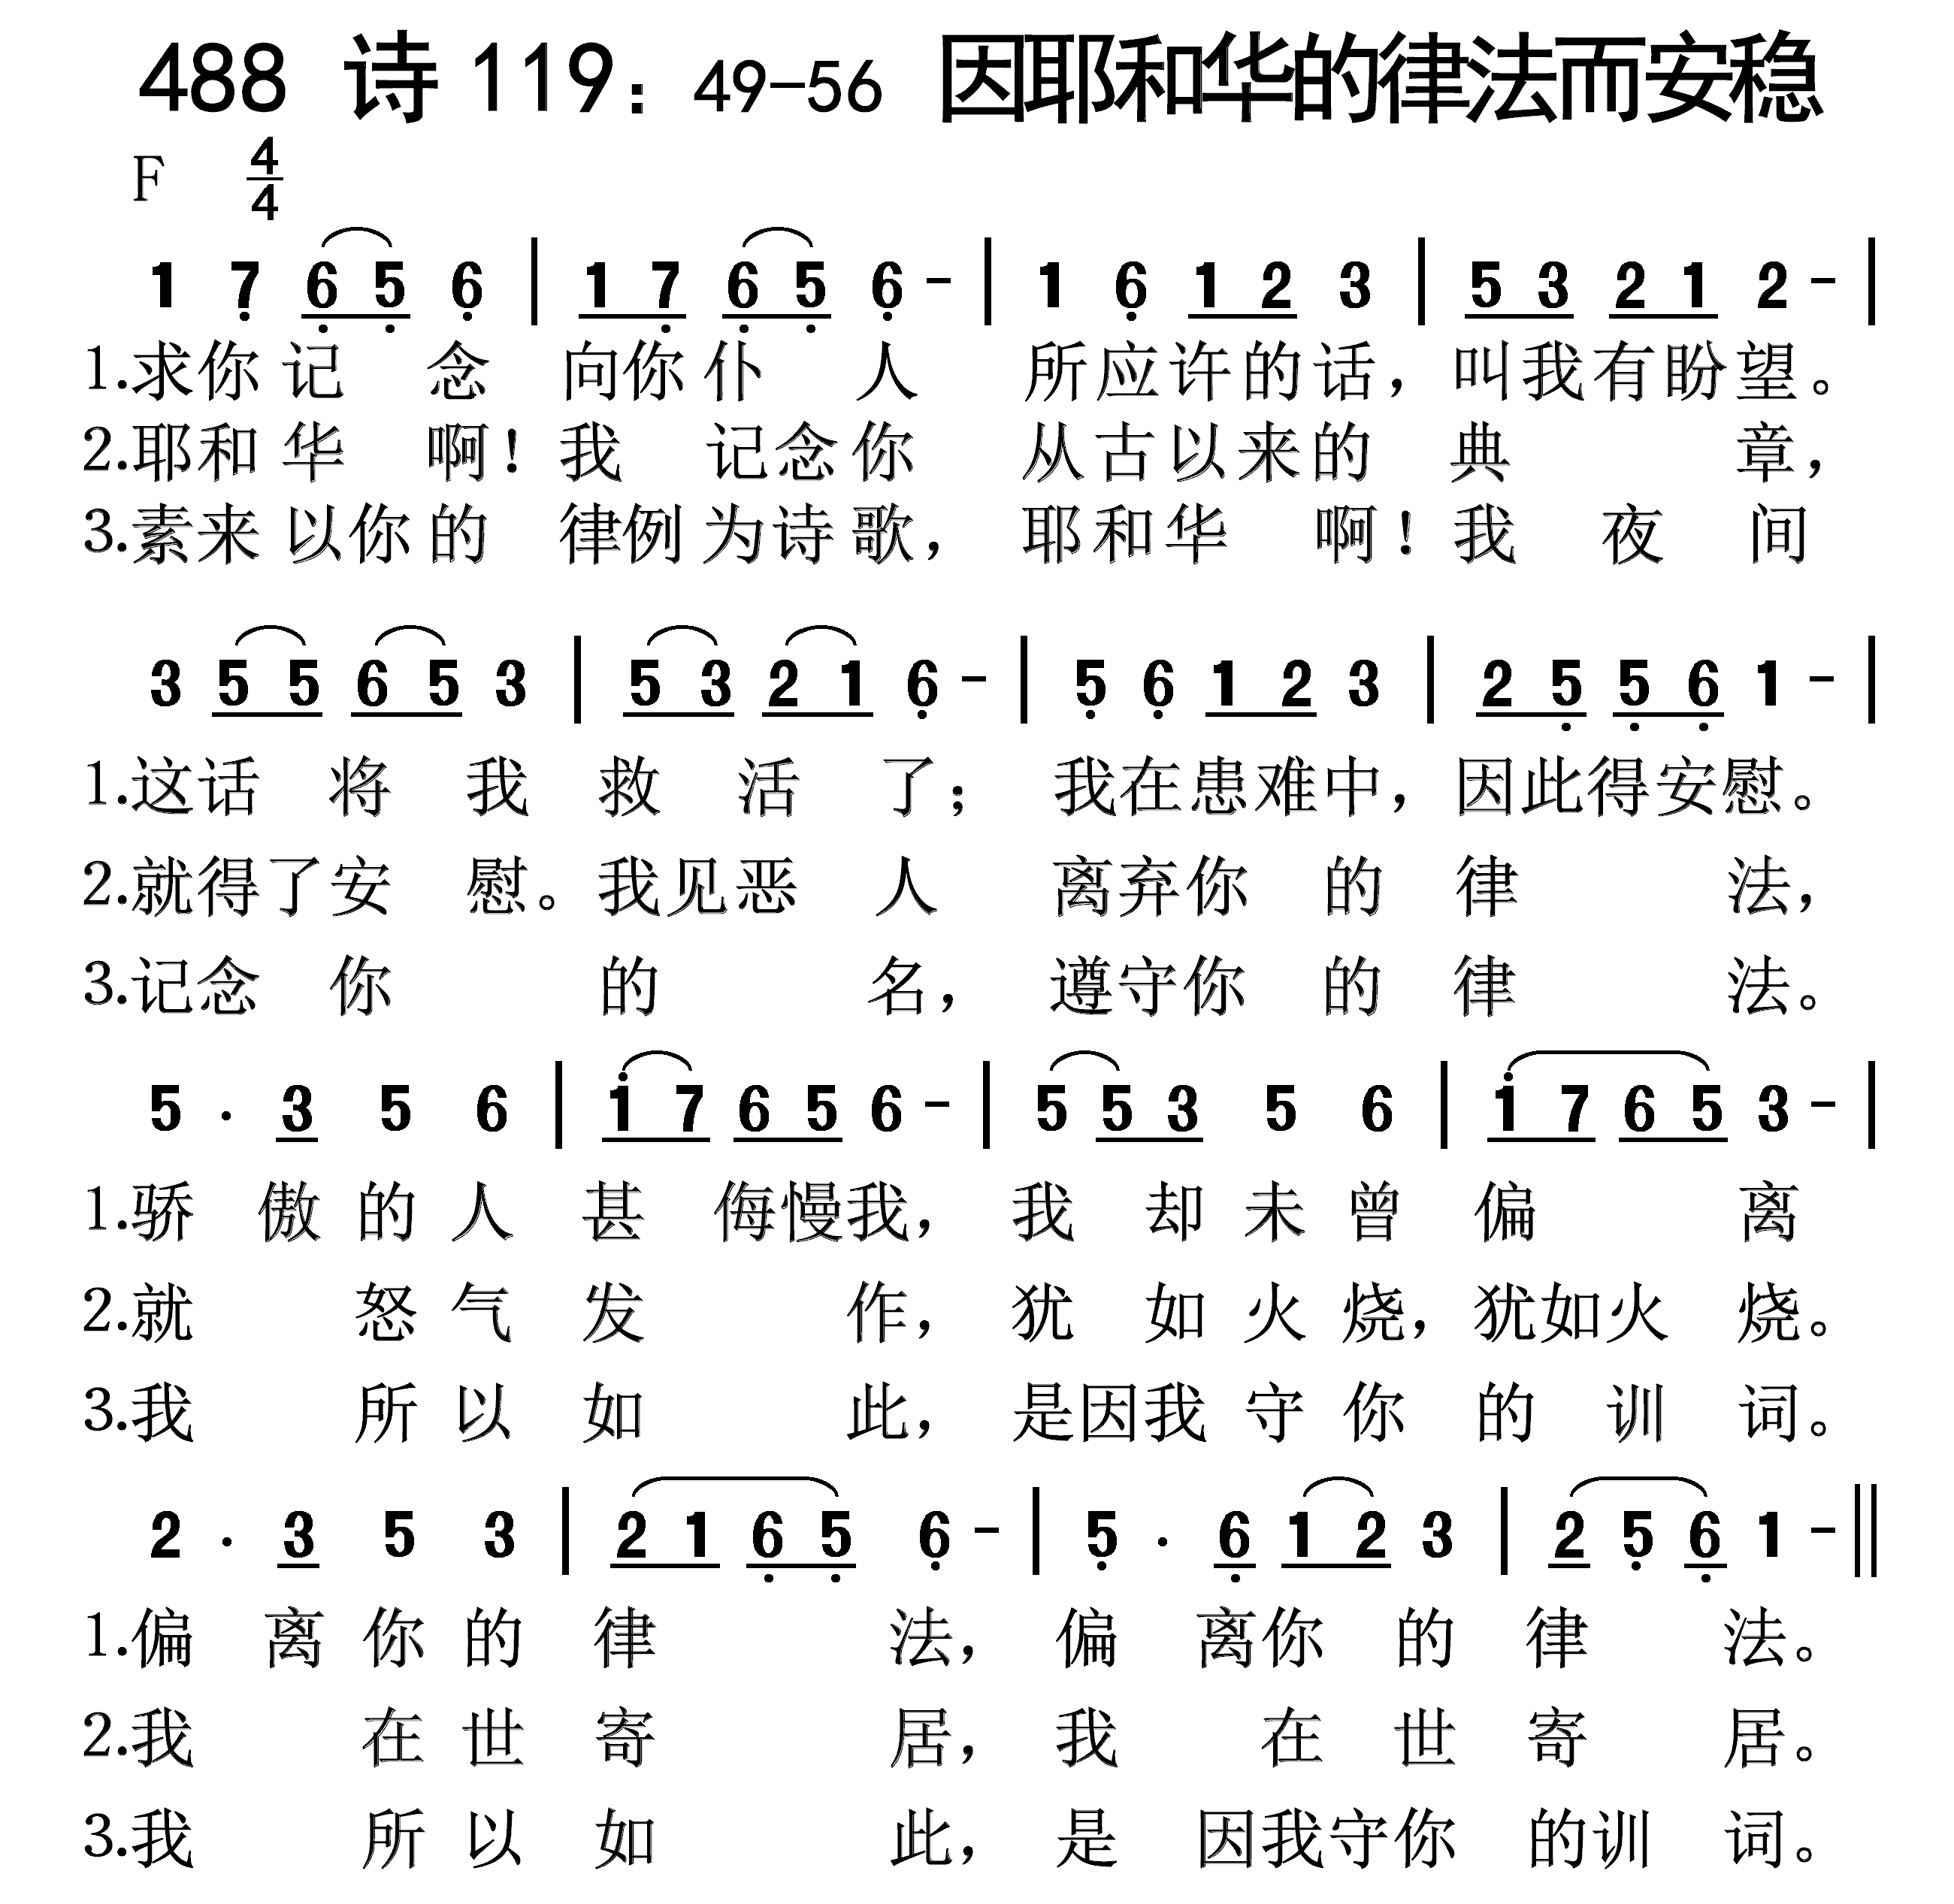 488 诗119：49-56 因耶和华的律法而安稳
F 4/4
1 7 6 5 6 | 1 7 6 5 6 - | 1 6 1 2 3 | 5 3 2 1 2 - |
1.求你记念向你仆人所应许的话，叫我有盼望。
2.耶和华啊！我记念你从古以来的典章，
3.素来以你的律例为诗歌，耶和华啊！我夜间
3 5 5 6 5 3 | 5 3 2 1 6 - | 5 6 1 2 3 | 2 5 5 6 1 - |
1.这话将我救活了；我在患难中，因此得安慰。
2.就得了安慰。我见恶人离弃你的律法，
3.记念你的名，遵守你的律法。
5 · 3 5 6 | 1 7 6 5 6 - | 5 5 3 5 6 | 1 7 6 5 3 - |
1.骄傲的人甚侮慢我，我却未曾偏离
2.就怒气发作，犹如火烧，犹如火烧。
3.我所以如此，是因我守你的训词。
2 · 3 5 3 | 2 1 6 5 6 - | 5 · 6 1 2 3 | 2 5 6 1 - ||
1.偏离你的律法，偏离你的律法。
2.我在世寄居，我在世寄居。
3.我所以如此，是因我守你的训词。